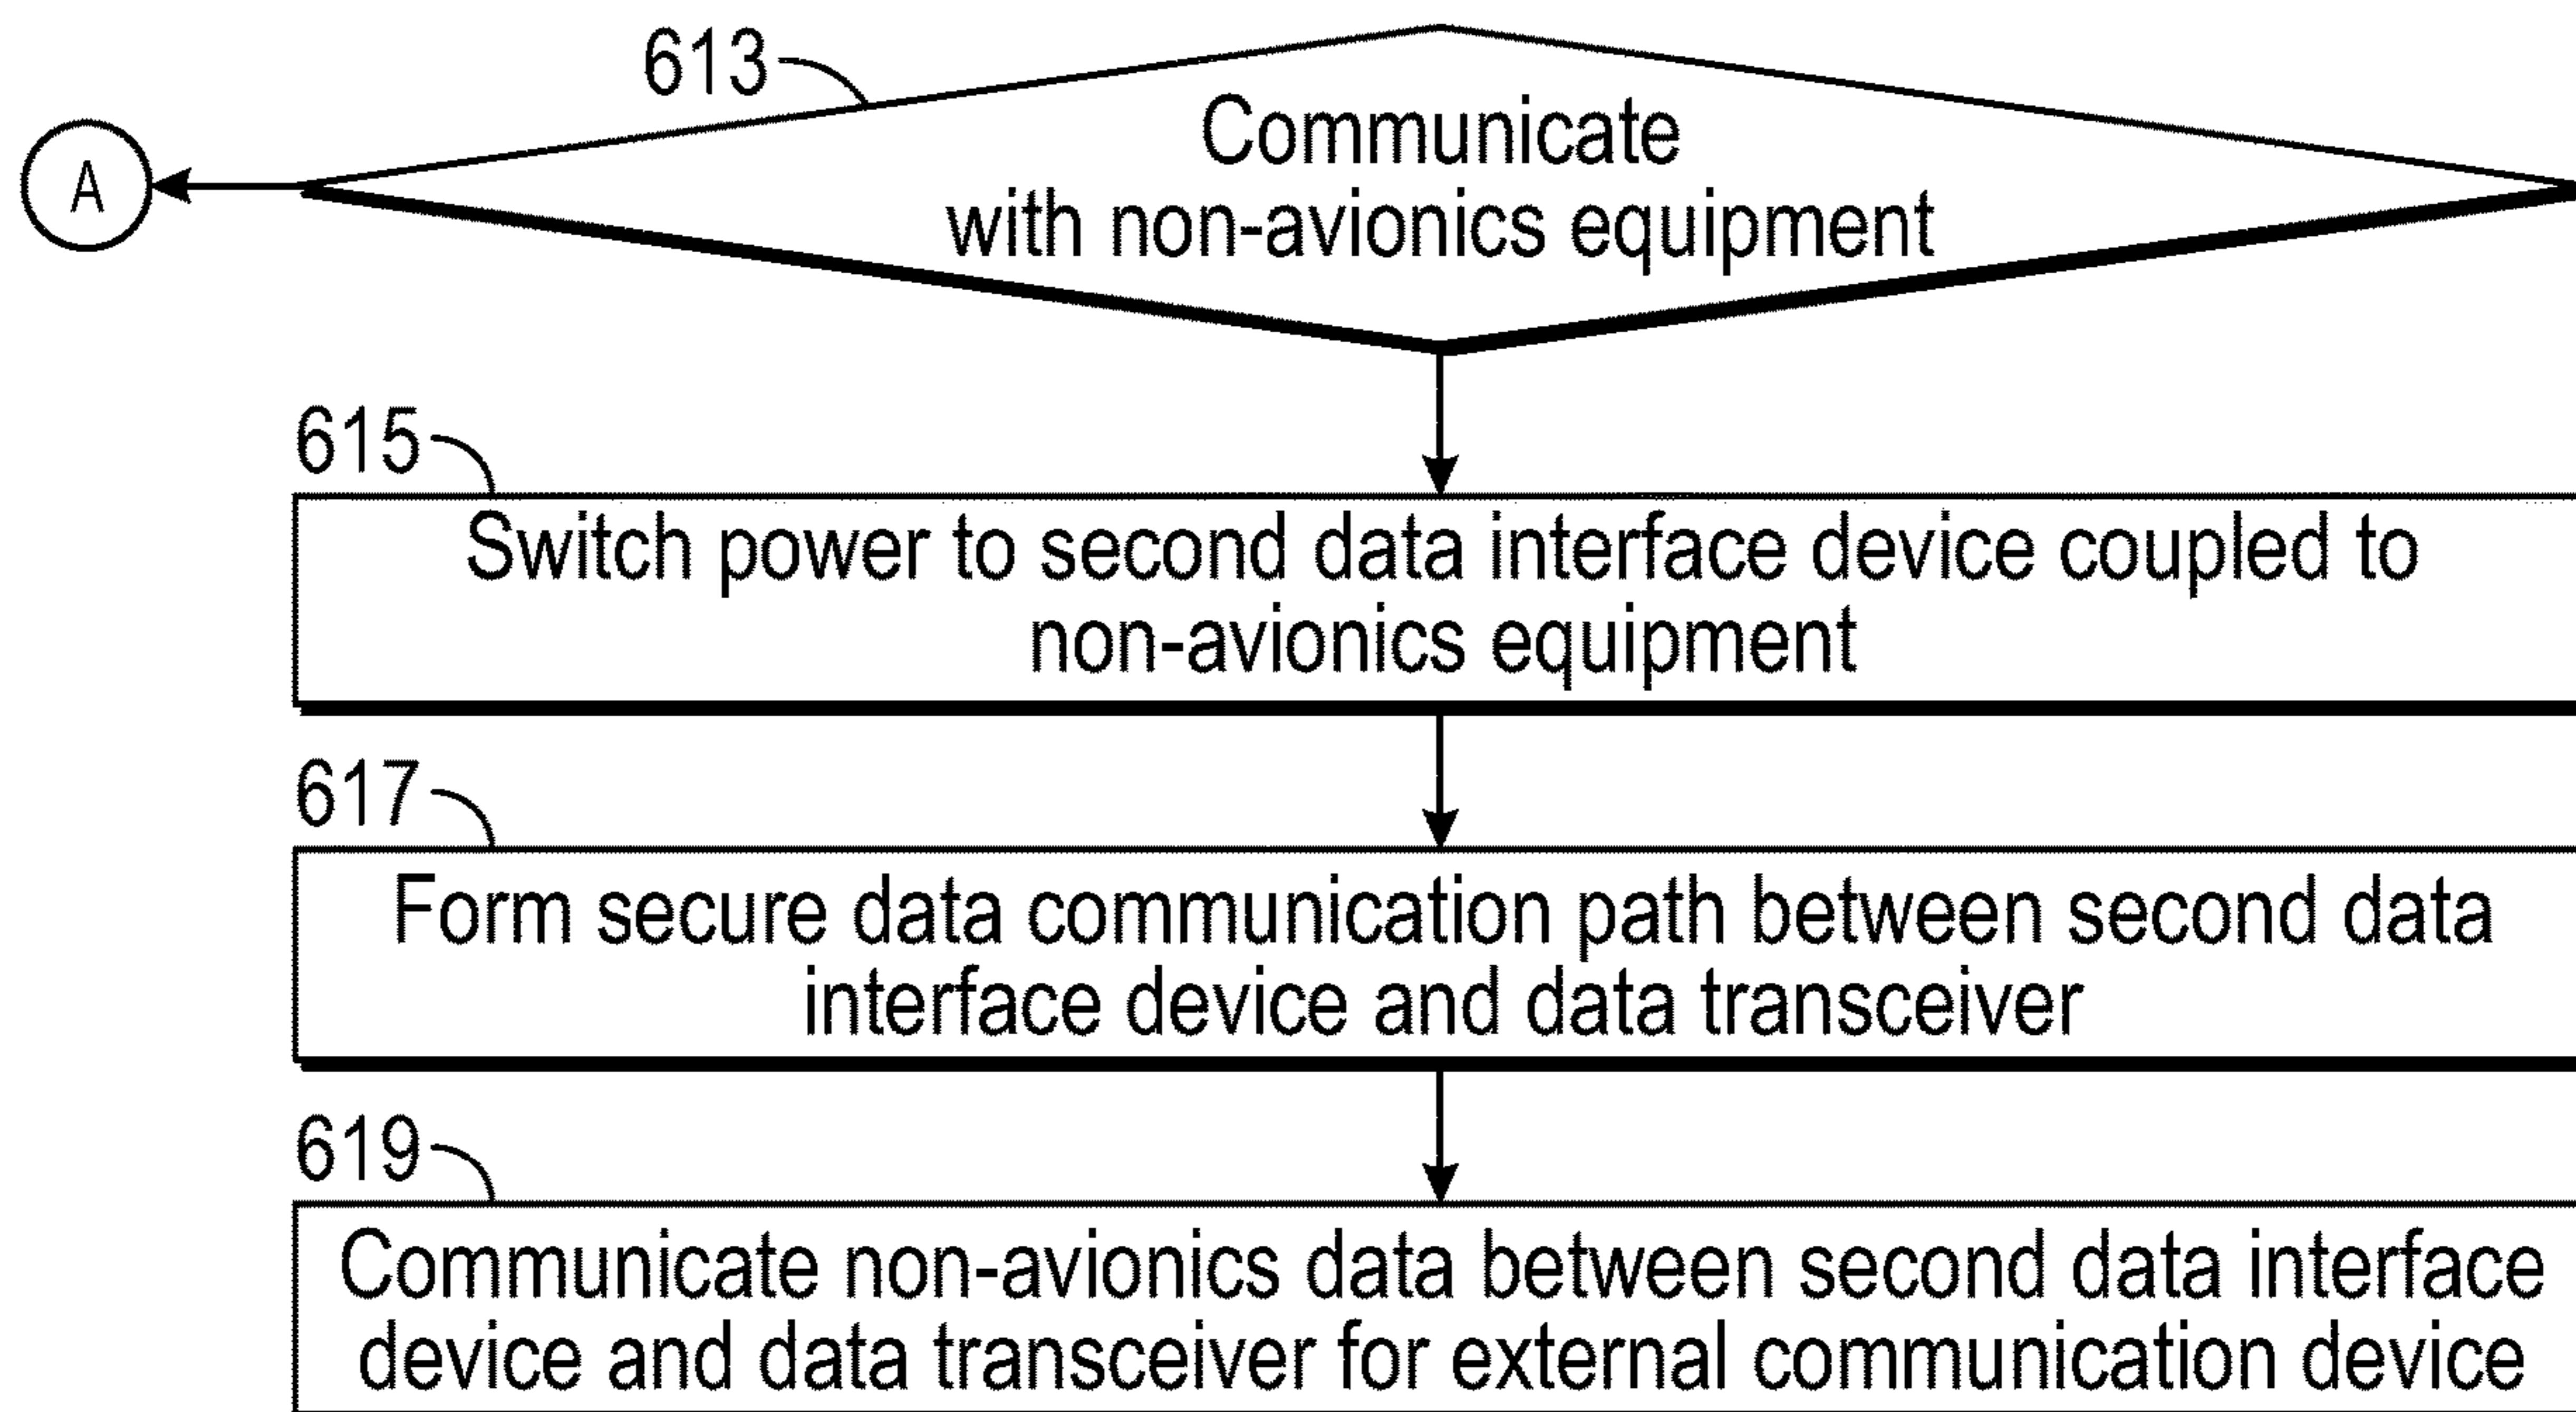 613
A
Communicate
with non-avionics equipment
615
Switch power to second data interface device coupled to
non-avionics equipment
617
Form secure data communication path between second data
interface device and data transceiver
619
Communicate non-avionics data between second data interface
device and data transceiver for external communication device